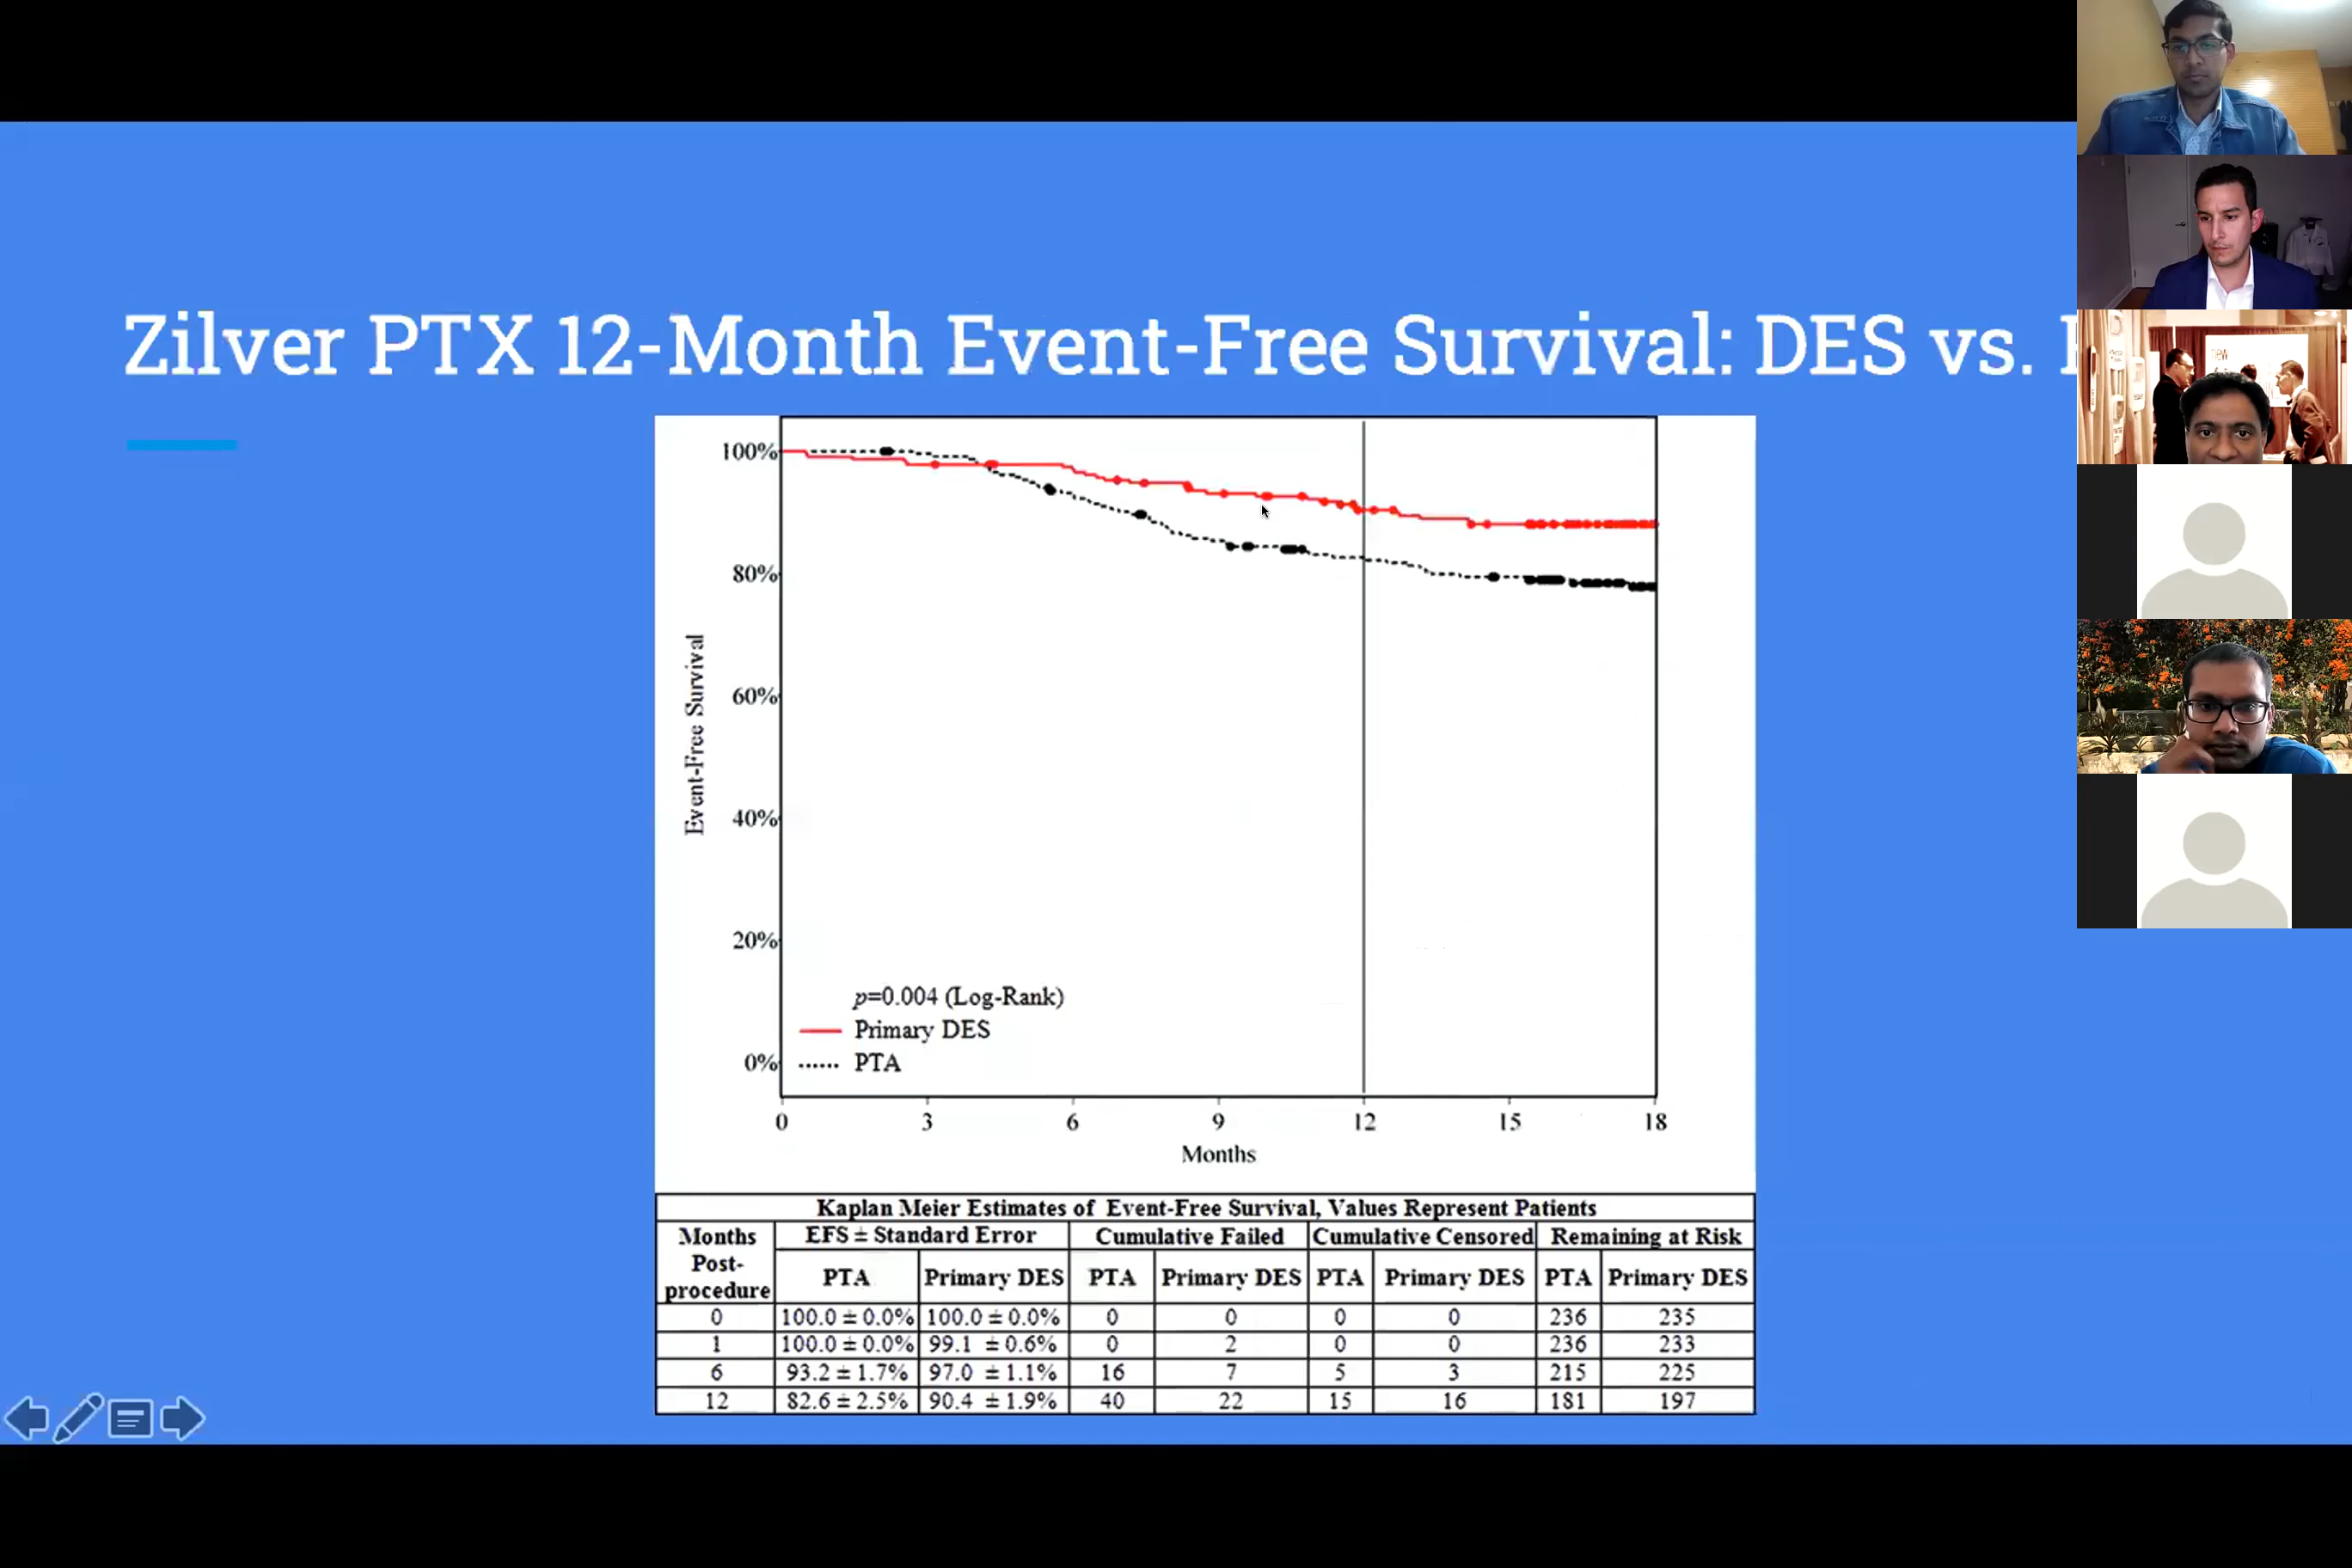 Zilver PTX 12-Month Event-Free Survival: DES vs.
100%
80%
60%
40%
20%
0%
Event-Free Survival
p=0.004 (Log-Rank)
Primary DES
PTA
0 3 6 9 12 15 18
Months
Kaplan Meier Estimates of Event-Free Survival, Values Represent Patients
Months Post-procedure EFS ± Standard Error Cumulative Failed Cumulative Censored Remaining at Risk
PTA Primary DES PTA Primary DES PTA Primary DES PTA Primary DES
0 100.0 ± 0.0% 100.0 ± 0.0% 0 0 0 0 236 235
1 100.0 ± 0.0% 99.1 ± 0.6% 0 2 0 0 236 233
6 93.2 ± 1.7% 97.0 ± 1.1% 16 7 5 3 215 225
12 82.6 ± 2.5% 90.4 ± 1.9% 40 22 15 16 181 197